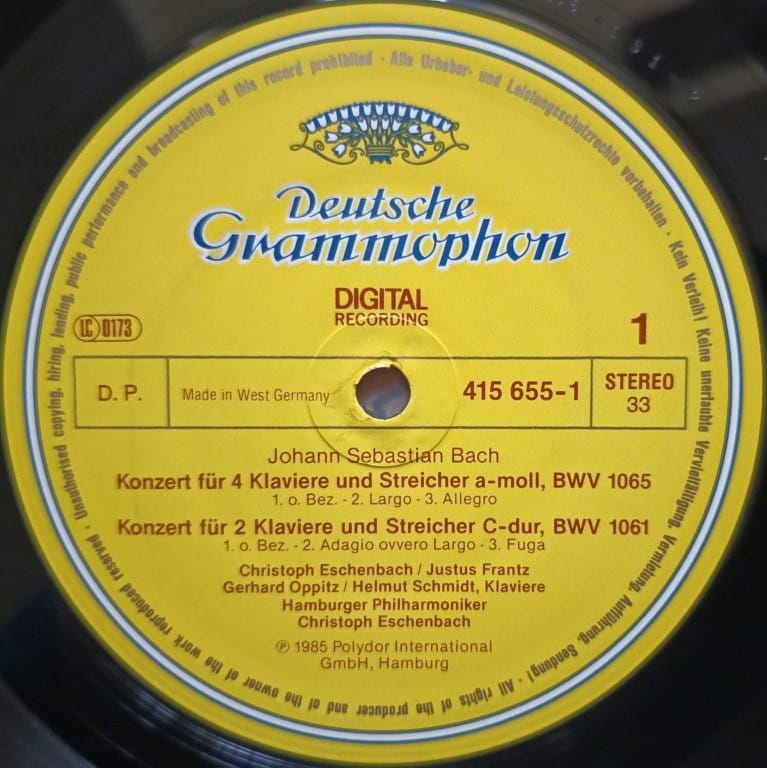 Unauthorised copying, hiring, lending, public performance and broadcasting of this record prohibited · Alle Urheber- und Leistungsschutzrechte vorbehalten · Kein Verleih! Keine unerlaubte Vervielfältigung, Vermietung, Aufführung, Sendung! · All rights of the producer and of the owner of the work reproduced reserved ·
Deutsche
Grammophon
DIGITAL
RECORDING
LC 0173
1
D. P.
Made in West Germany
415 655-1
STEREO
33
Johann Sebastian Bach
Konzert für 4 Klaviere und Streicher a-moll, BWV 1065
1. o. Bez. - 2. Largo - 3. Allegro
Konzert für 2 Klaviere und Streicher C-dur, BWV 1061
1. o. Bez. - 2. Adagio ovvero Largo - 3. Fuga
Christoph Eschenbach / Justus Frantz
Gerhard Oppitz / Helmut Schmidt, Klaviere
Hamburger Philharmoniker
Christoph Eschenbach
℗ 1985 Polydor International
GmbH, Hamburg